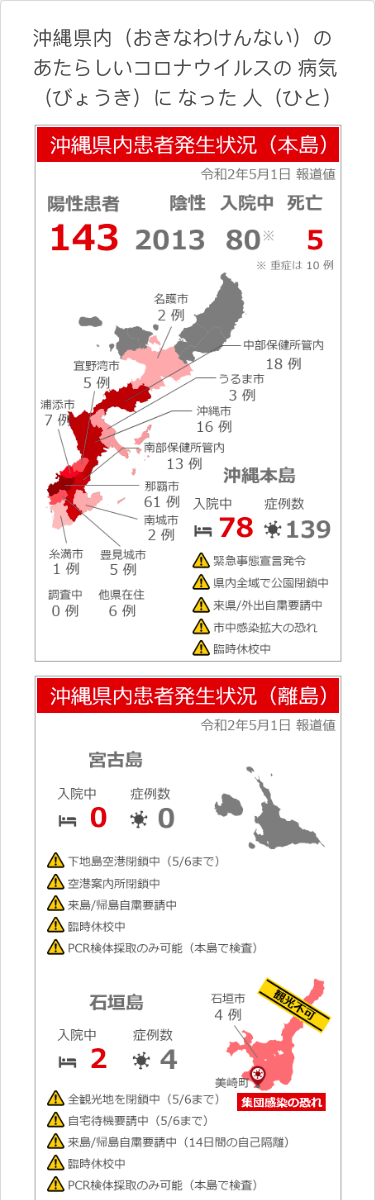 沖縄県内（おきなわけんない）の
あたらしいコロナウイルスの 病気
（びょうき）に なった 人（ひと）
沖縄県内患者発生状況（本島）
令和2年5月1日 報道値
陽性患者 陰性 入院中 死亡
143 2013 80※ 5
※ 重症は 10 例
名護市
2 例
中部保健所管内
18 例
宜野湾市
5 例
うるま市
3 例
浦添市
7 例
沖縄市
16 例
南部保健所管内
13 例
那覇市
61 例
南城市
2 例
糸満市
1 例
豊見城市
5 例
調査中
0 例
他県在住
6 例
沖縄本島
入院中 症例数
78 139
緊急事態宣言発令
県内全域で公園閉鎖中
来県/外出自粛要請中
市中感染拡大の恐れ
臨時休校中
沖縄県内患者発生状況（離島）
令和2年5月1日 報道値
宮古島
入院中 症例数
0 0
下地島空港閉鎖中（5/6まで）
空港案内所閉鎖中
来島/帰島自粛要請中
臨時休校中
PCR検体採取のみ可能（本島で検査）
石垣島
入院中 症例数
2 4
石垣市
4 例
観光不可
美崎町
集団感染の恐れ
全観光地を閉鎖中（5/6まで）
自宅待機要請中（5/6まで）
来島/帰島自粛要請中（14日間の自己隔離）
臨時休校中
PCR検体採取のみ可能（本島で検査）